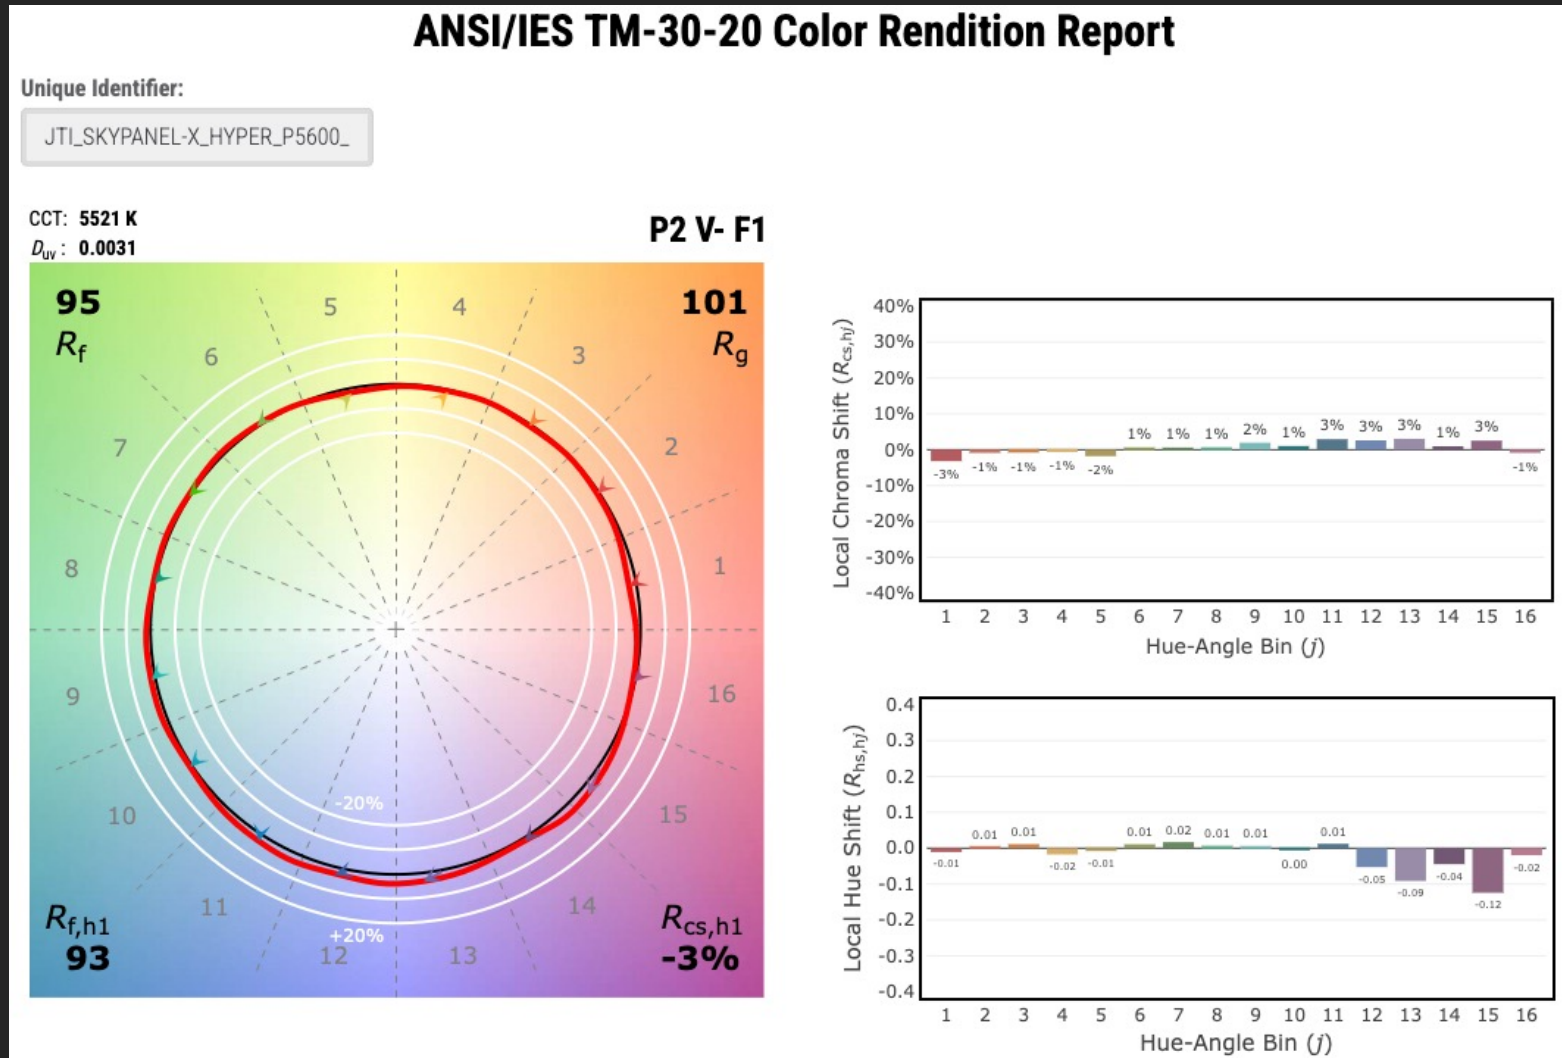 ANSI/IES TM-30-20 Color Rendition Report
Unique Identifier:
JTI_SKYPANEL-X_HYPER_P5600_
CCT: 5521 K
Duv : 0.0031
P2 V- F1
95
Rf
101
Rg
5
4
6
3
7
2
8
1
9
16
10
15
11
14
12
13
-20%
+20%
Rf,h1
93
Rcs,h1
-3%
Local Chroma Shift (Rcs,hj)
40%
30%
20%
10%
0%
-10%
-20%
-30%
-40%
-3% -1% -1% -1% -2% 1% 1% 1% 2% 1% 3% 3% 3% 1% 3% -1%
1 2 3 4 5 6 7 8 9 10 11 12 13 14 15 16
Hue-Angle Bin (j)
Local Hue Shift (Rhs,hj)
0.4
0.3
0.2
0.1
0.0
-0.1
-0.2
-0.3
-0.4
-0.01 0.01 0.01 -0.02 -0.01 0.01 0.02 0.01 0.01 0.00 0.01 -0.05 -0.09 -0.04 -0.12 -0.02
1 2 3 4 5 6 7 8 9 10 11 12 13 14 15 16
Hue-Angle Bin (j)